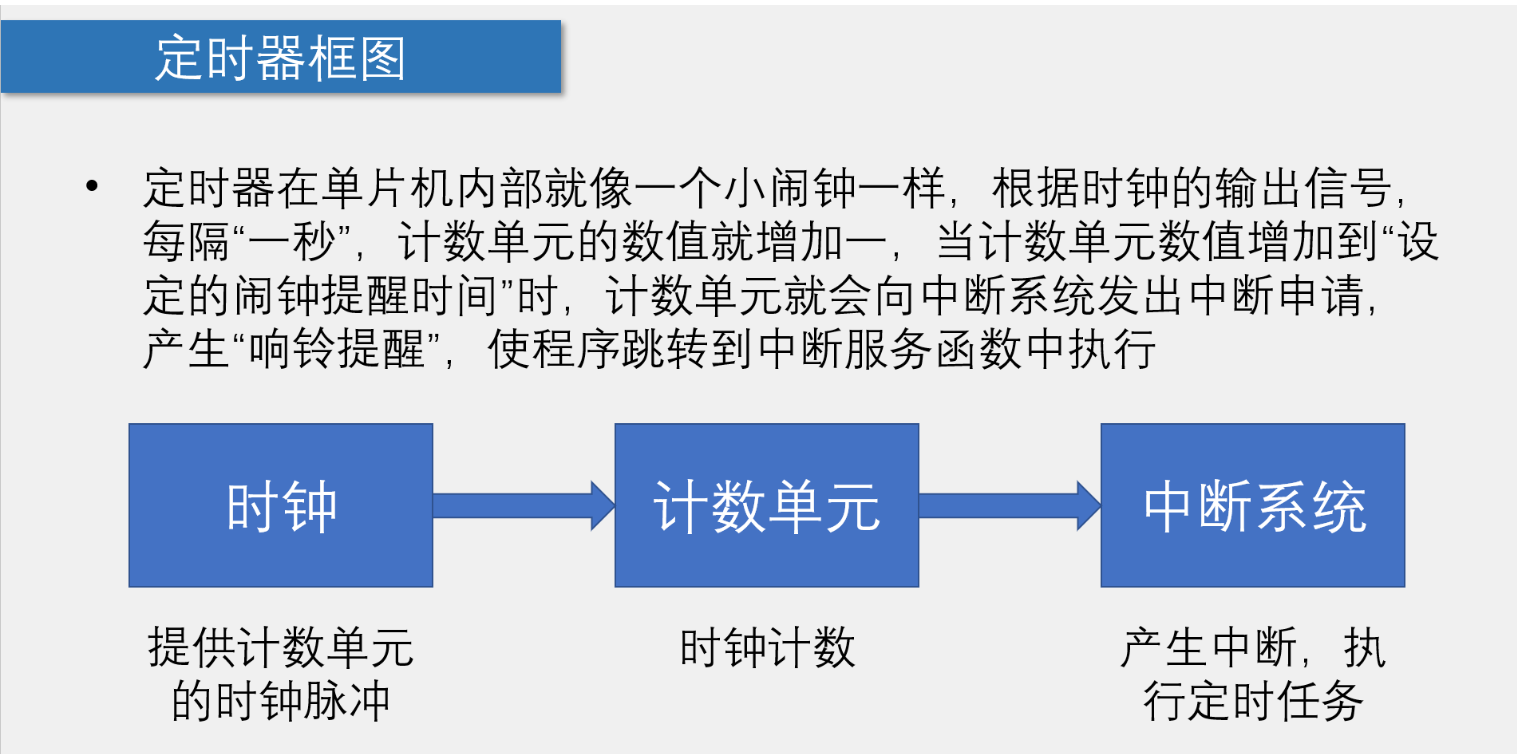 定时器框图
• 定时器在单片机内部就像一个小闹钟一样，根据时钟的输出信号，
每隔“一秒”，计数单元的数值就增加一，当计数单元数值增加到“设
定的闹钟提醒时间”时，计数单元就会向中断系统发出中断申请，
产生“响铃提醒”，使程序跳转到中断服务函数中执行
时钟
计数单元
中断系统
提供计数单元
的时钟脉冲
时钟计数
产生中断，执
行定时任务